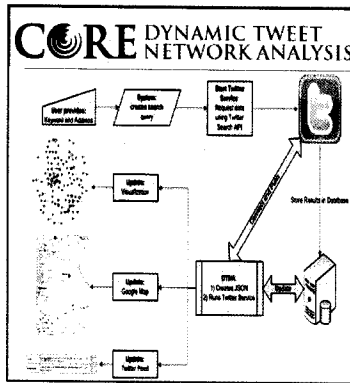 CORE DYNAMIC TWEET
NETWORK ANALYSIS
User provides:
Keyword and Address
System:
creates search
query
Start Twitter
Service
Request data
using Twitter
Search API
Store Results in Database
Update:
Visualization
DTNA
1) Creates JSON
2) Runs Twitter Service
Update
Update:
Google Map
Update:
Twitter Feed